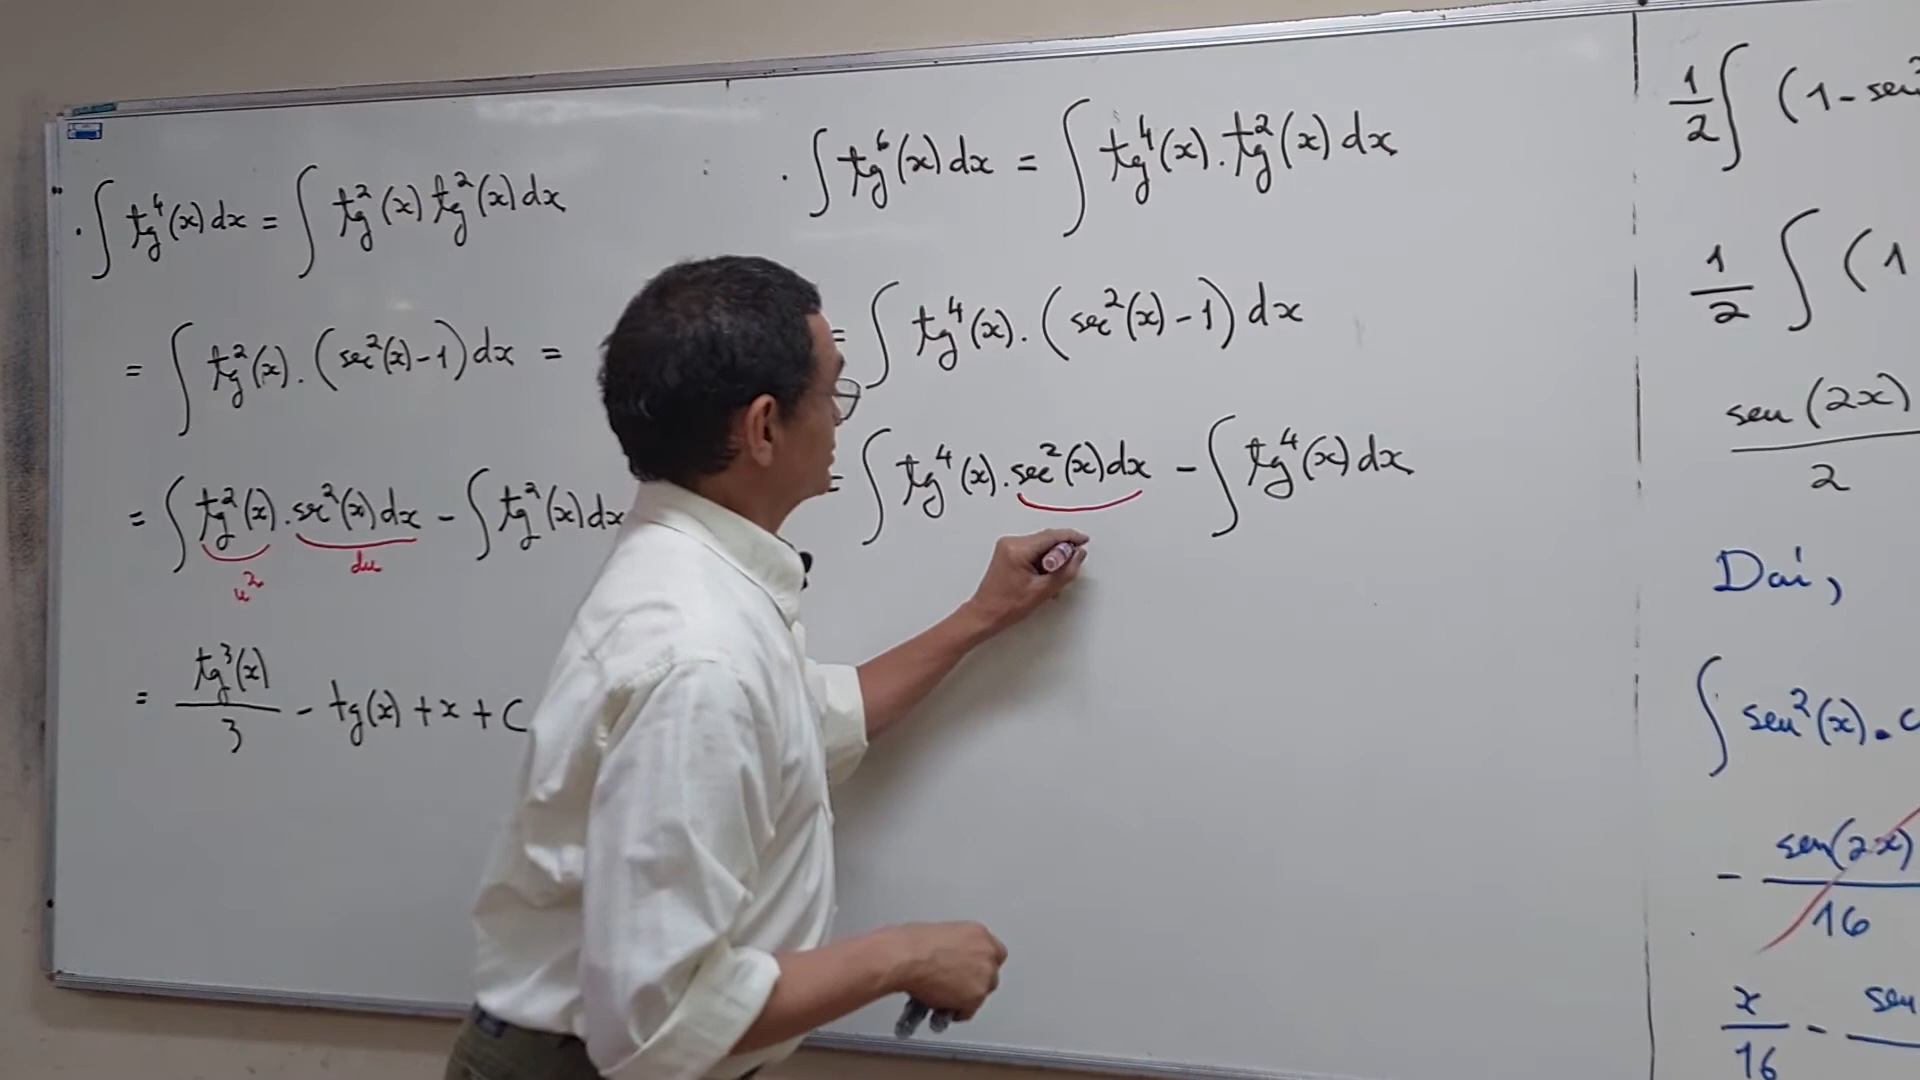 · ∫ tg⁴(x) dx = ∫ tg²(x) tg²(x) dx
= ∫ tg²(x) . (sec²(x) - 1) dx =
= ∫ tg²(x) . sec²(x) dx - ∫ tg²(x) dx
u² du
= tg³(x)/3 - tg(x) + x + C
· ∫ tg⁶(x) dx = ∫ tg⁴(x) . tg²(x) dx
= ∫ tg⁴(x) . (sec²(x) - 1) dx
= ∫ tg⁴(x) . sec²(x) dx - ∫ tg⁴(x) dx
1/2 ∫ (1 - sen²
1/2 ∫ (1
sen(2x)/2
Daí,
∫ sen²(x) . c
- sen(2x)/16
x/16 - sen